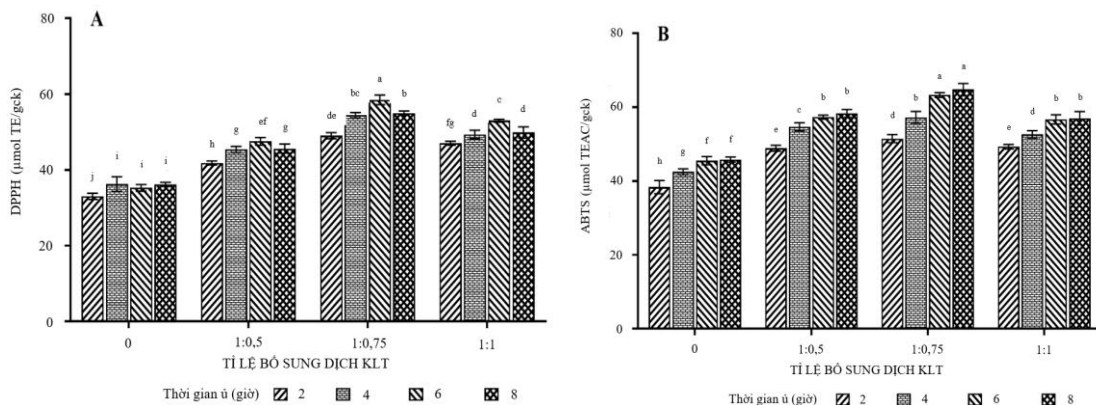 A
DPPH (µmol TE/gck)
80
60
40
20
0
j i i i
h g ef g
de bc a b
fg d c d
0 1:0,5 1:0,75 1:1
TỈ LỆ BỔ SUNG DỊCH KLT
Thời gian ủ (giờ) 2 4 6 8
B
ABTS (µmol TEAC/gck)
80
60
40
20
0
h g f f
e c b b
d b a a
e d b b
0 1:0,5 1:0,75 1:1
TỈ LỆ BỔ SUNG DỊCH KLT
Thời gian ủ (giờ) 2 4 6 8